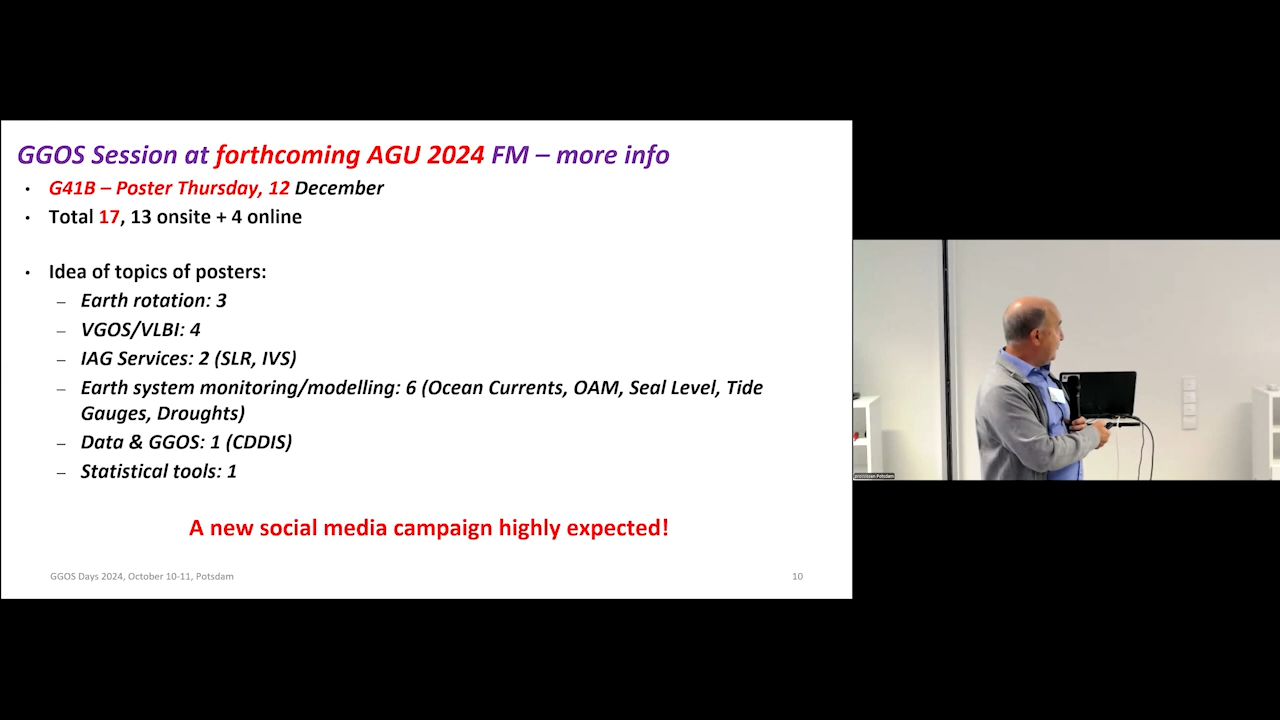 GGOS Session at forthcoming AGU 2024 FM – more info
• G41B – Poster Thursday, 12 December
• Total 17, 13 onsite + 4 online
• Idea of topics of posters:
– Earth rotation: 3
– VGOS/VLBI: 4
– IAG Services: 2 (SLR, IVS)
– Earth system monitoring/modelling: 6 (Ocean Currents, OAM, Seal Level, Tide
Gauges, Droughts)
– Data & GGOS: 1 (CDDIS)
– Statistical tools: 1
A new social media campaign highly expected!
GGOS Days 2024, October 10-11, Potsdam
10